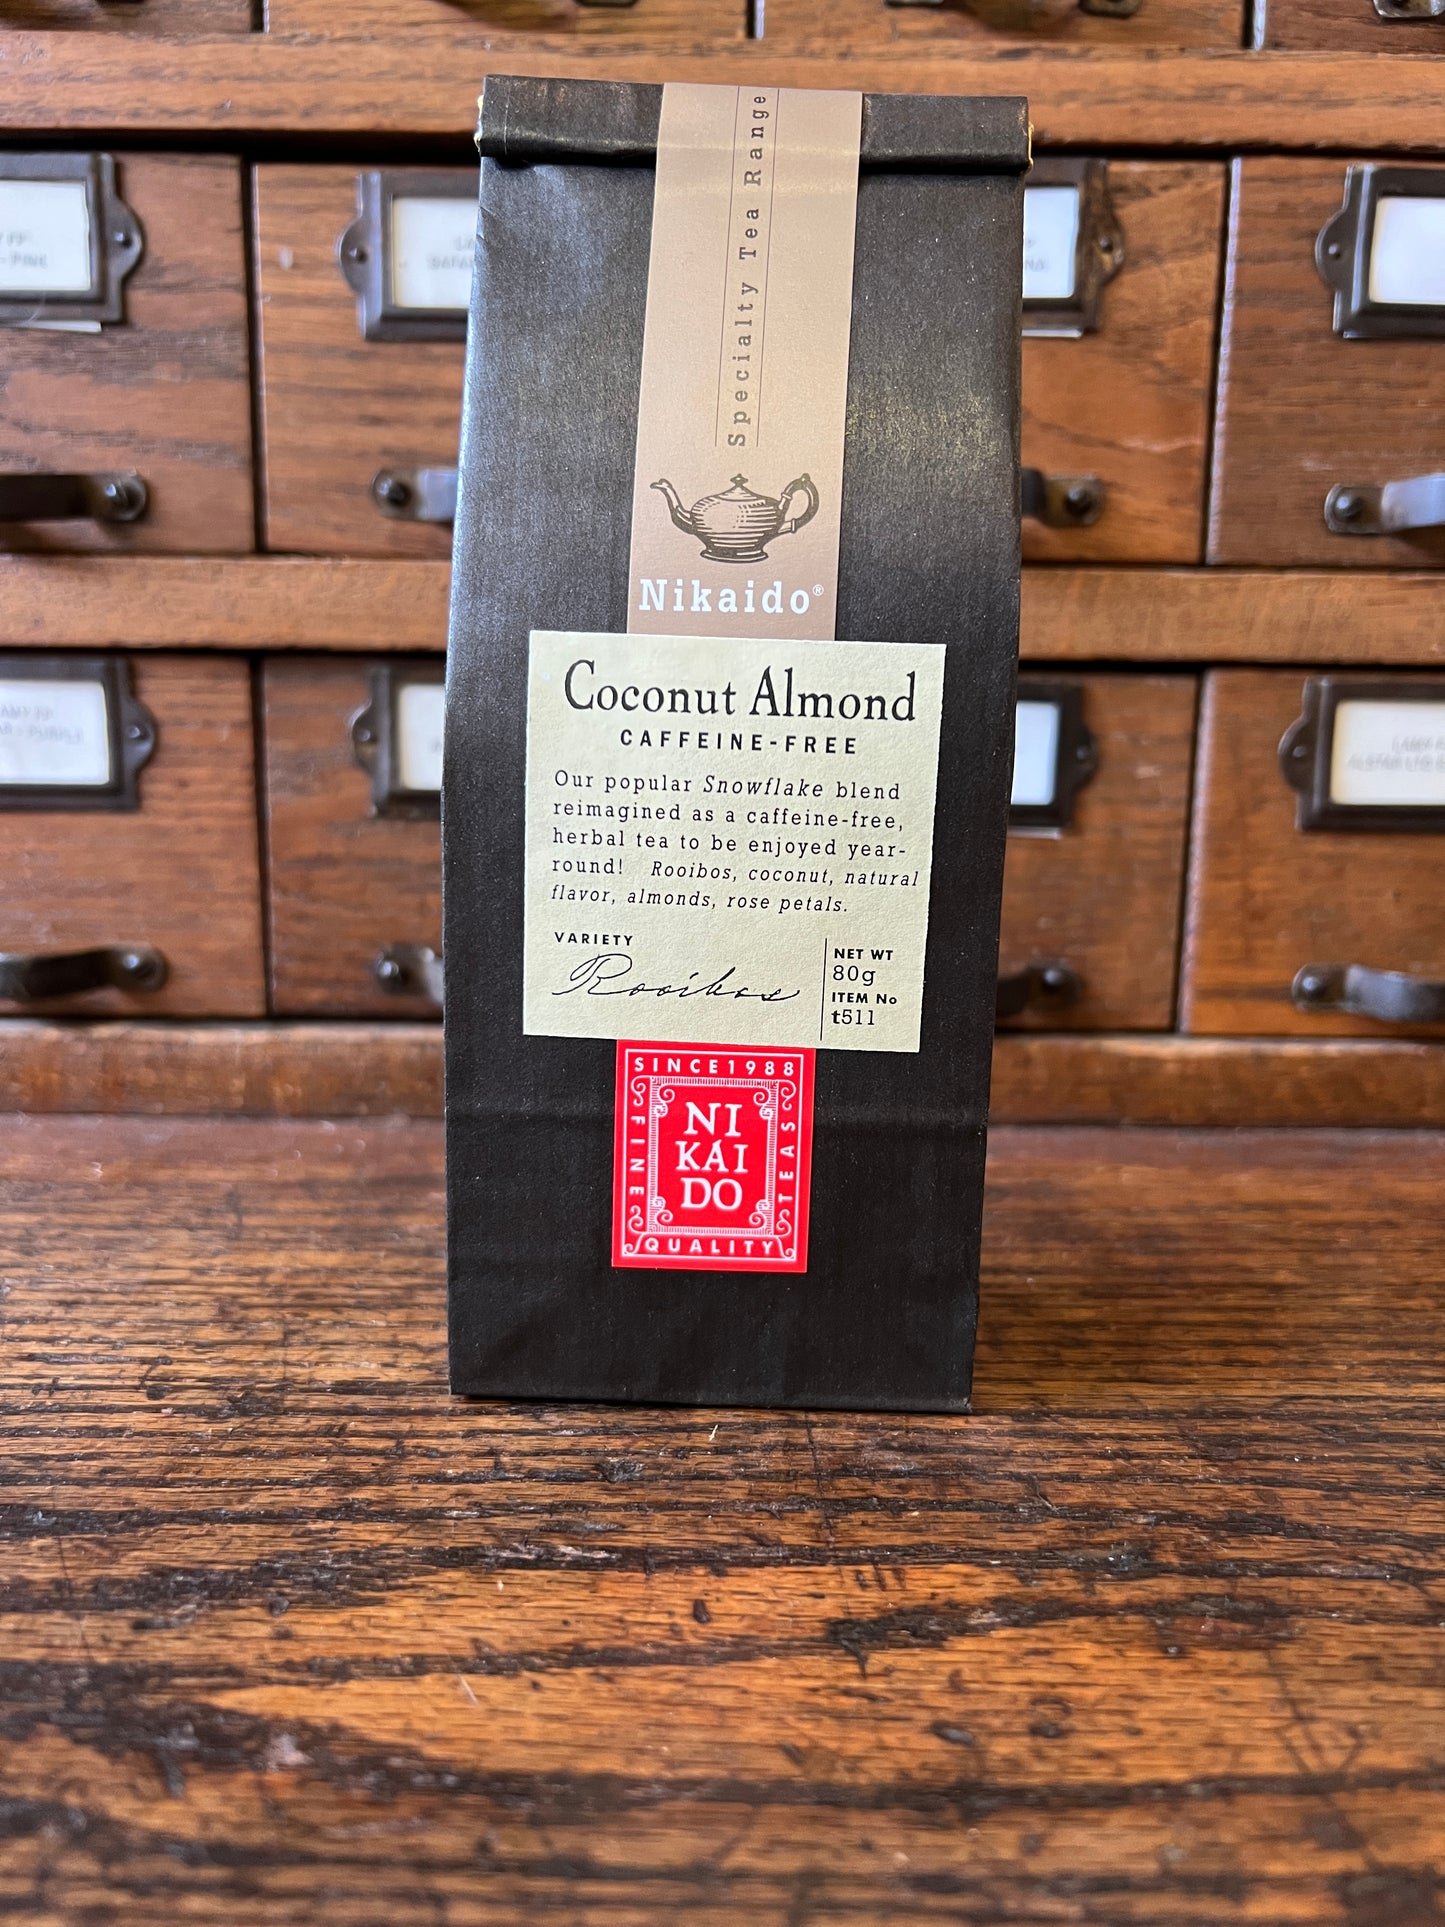 Specialty Tea Range
Nikaido®
Coconut Almond
CAFFEINE-FREE
Our popular Snowflake blend
reimagined as a caffeine-free,
herbal tea to be enjoyed year-
round! Rooibos, coconut, natural
flavor, almonds, rose petals.
VARIETY
Rooibos
NET WT
80g
ITEM No
t511
SINCE 1988
FINE
NI
KAI
DO
TEAS
QUALITY